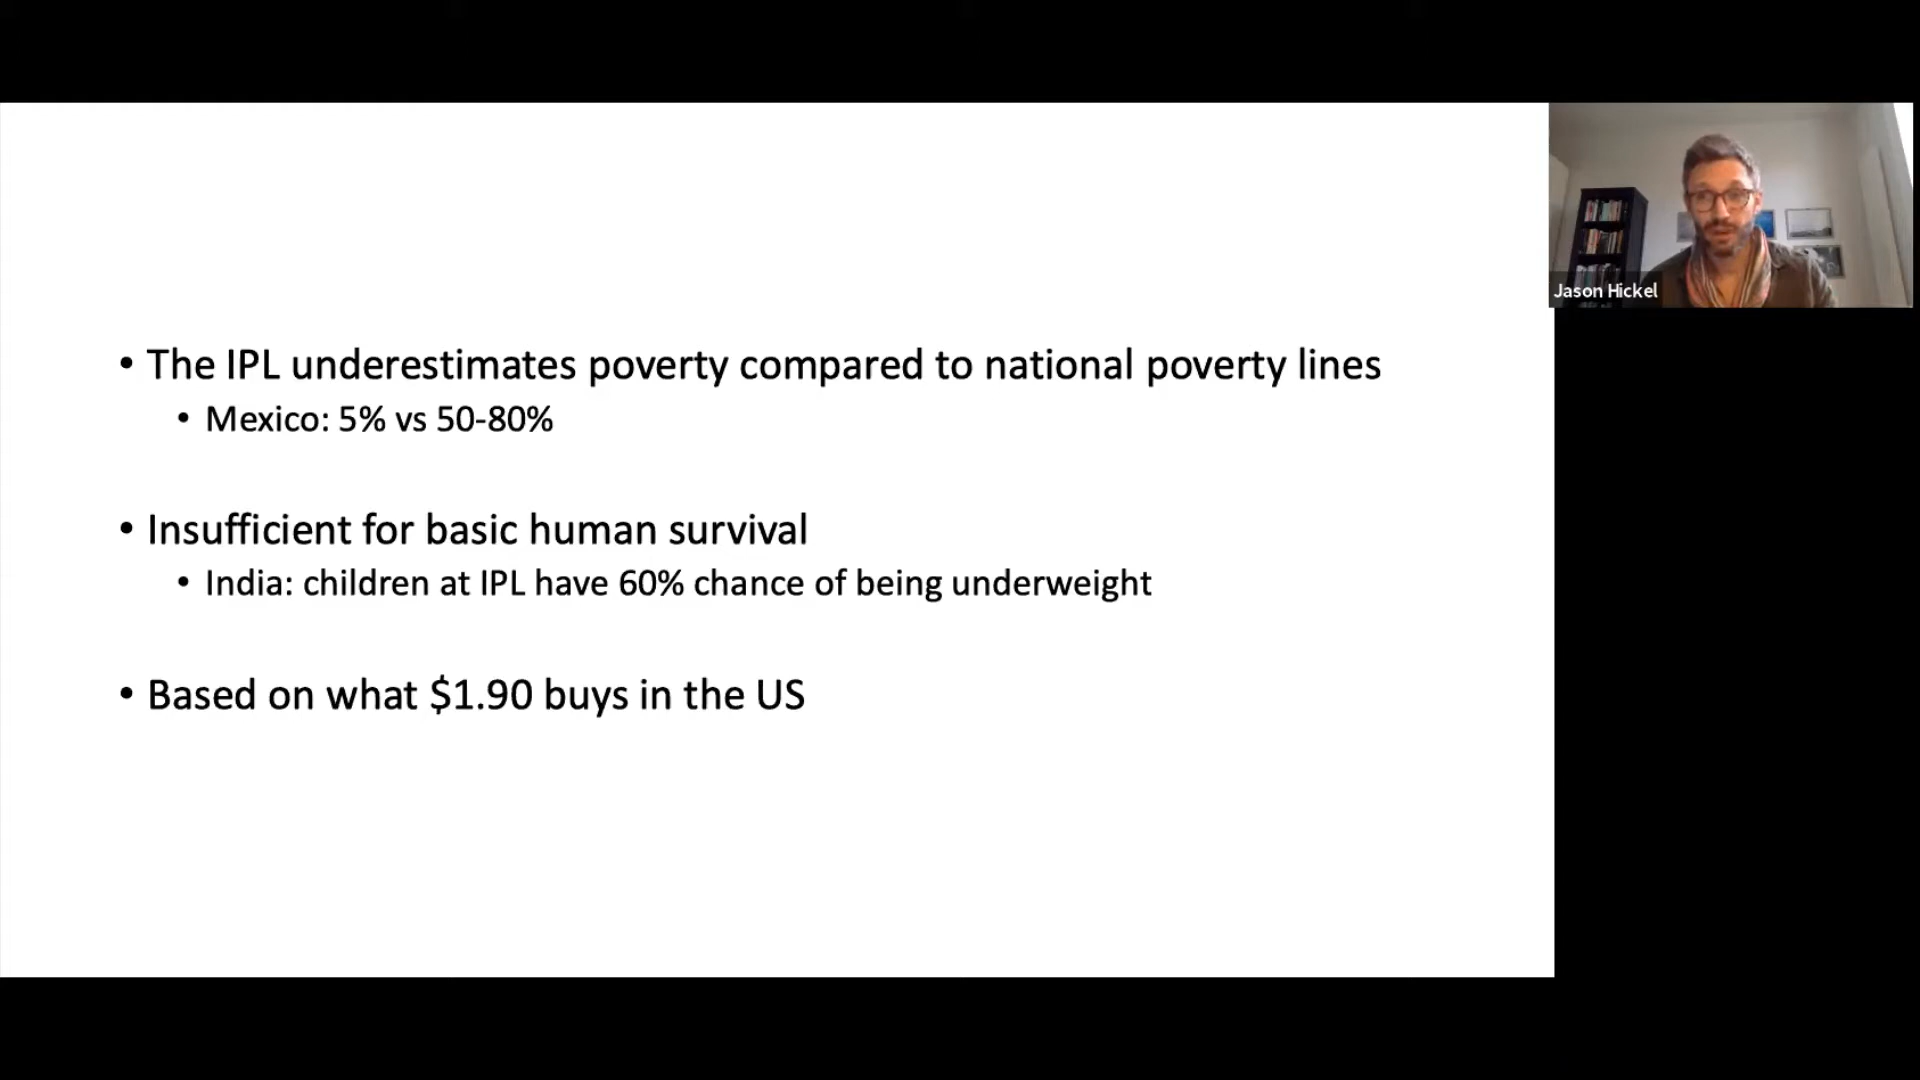 • The IPL underestimates poverty compared to national poverty lines
• Mexico: 5% vs 50-80%
• Insufficient for basic human survival
• India: children at IPL have 60% chance of being underweight
• Based on what $1.90 buys in the US
Jason Hickel